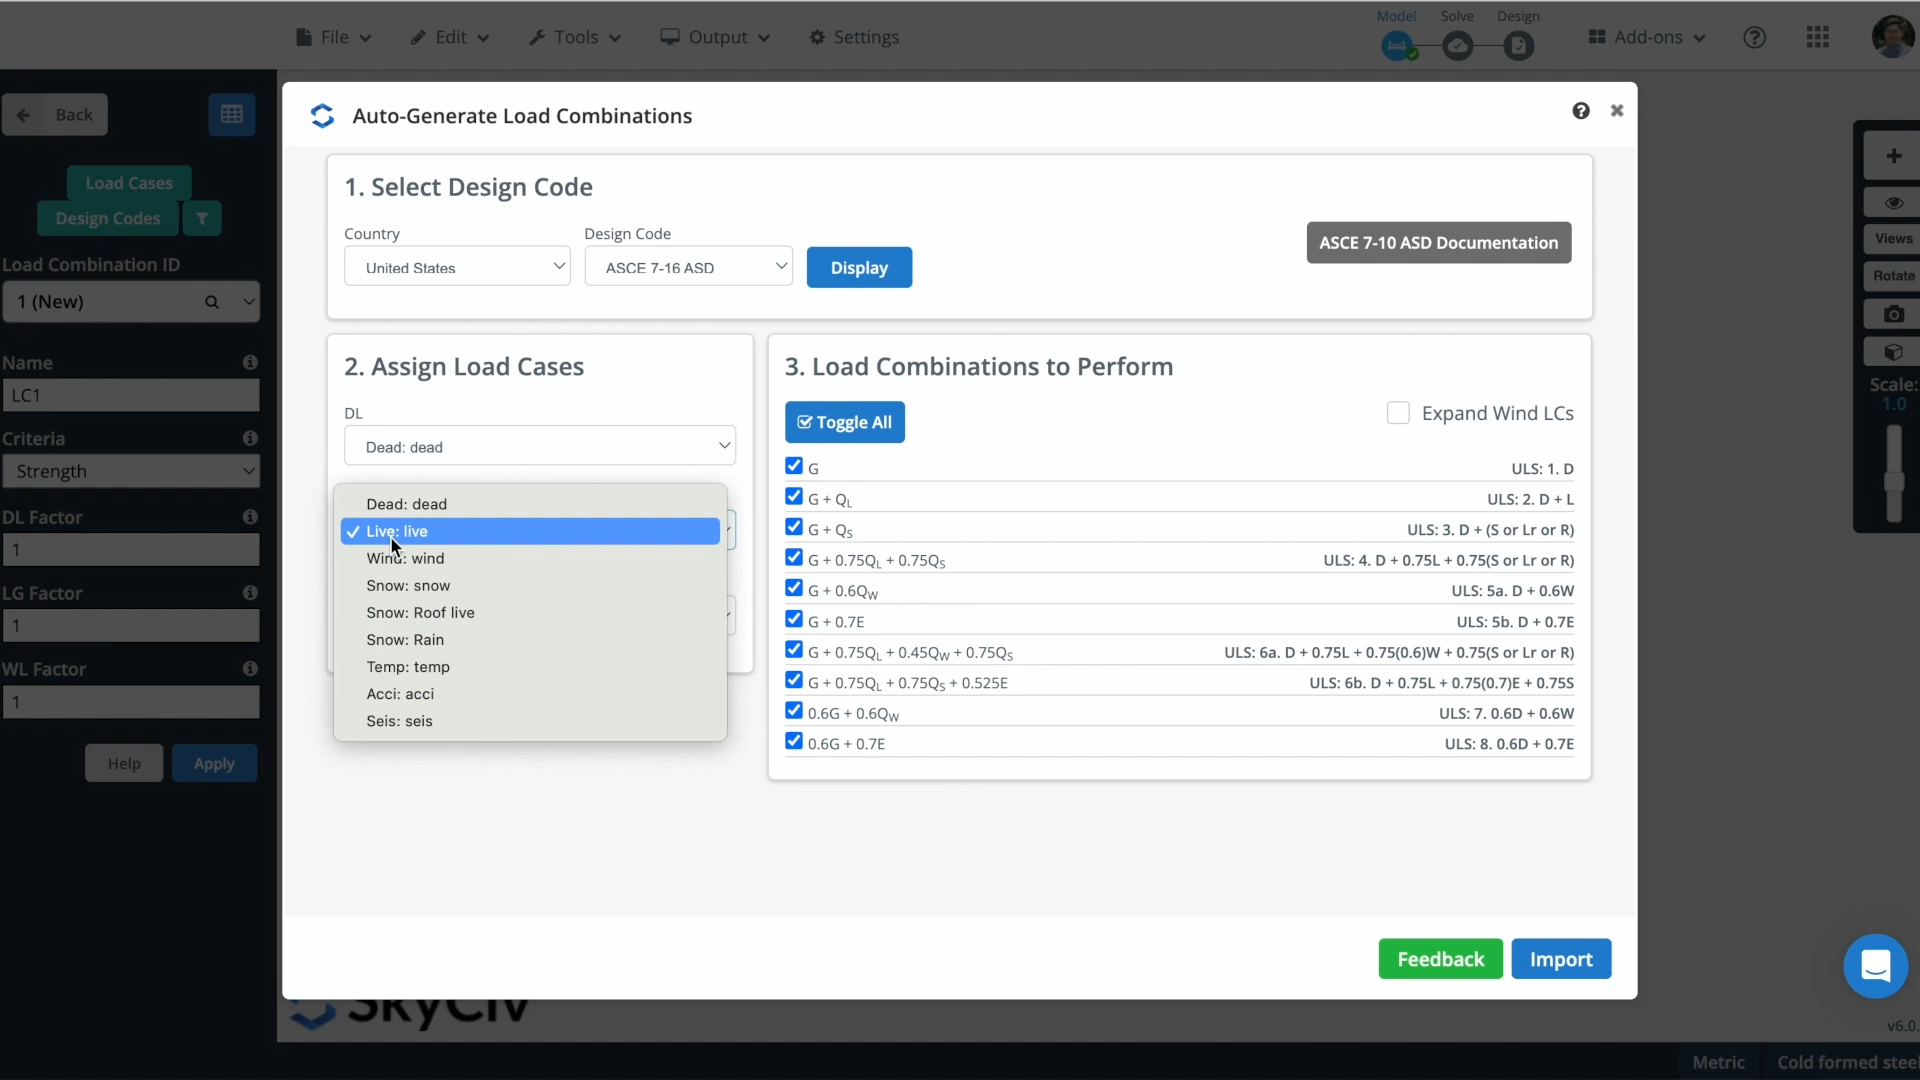 File
Edit
Tools
Output
Settings
Model
Solve
Design
Add-ons
Back
Load Cases
Design Codes
Load Combination ID
1 (New)
Name
LC1
Criteria
Strength
DL Factor
1
LG Factor
1
WL Factor
1
Help
Apply
Auto-Generate Load Combinations
1. Select Design Code
Country
United States
Design Code
ASCE 7-16 ASD
Display
ASCE 7-10 ASD Documentation
2. Assign Load Cases
DL
Dead: dead
Dead: dead
Live: live
Wind: wind
Snow: snow
Snow: Roof live
Snow: Rain
Temp: temp
Acci: acci
Seis: seis
3. Load Combinations to Perform
Toggle All
Expand Wind LCs
G ULS: 1. D
G + QL ULS: 2. D + L
G + QS ULS: 3. D + (S or Lr or R)
G + 0.75QL + 0.75QS ULS: 4. D + 0.75L + 0.75(S or Lr or R)
G + 0.6QW ULS: 5a. D + 0.6W
G + 0.7E ULS: 5b. D + 0.7E
G + 0.75QL + 0.45QW + 0.75QS ULS: 6a. D + 0.75L + 0.75(0.6)W + 0.75(S or Lr or R)
G + 0.75QL + 0.75QS + 0.525E ULS: 6b. D + 0.75L + 0.75(0.7)E + 0.75S
0.6G + 0.6QW ULS: 7. 0.6D + 0.6W
0.6G + 0.7E ULS: 8. 0.6D + 0.7E
Feedback
Import
Views
Rotate
Scale:
1.0
SkyCiv
v6.0.
Metric
Cold formed steel